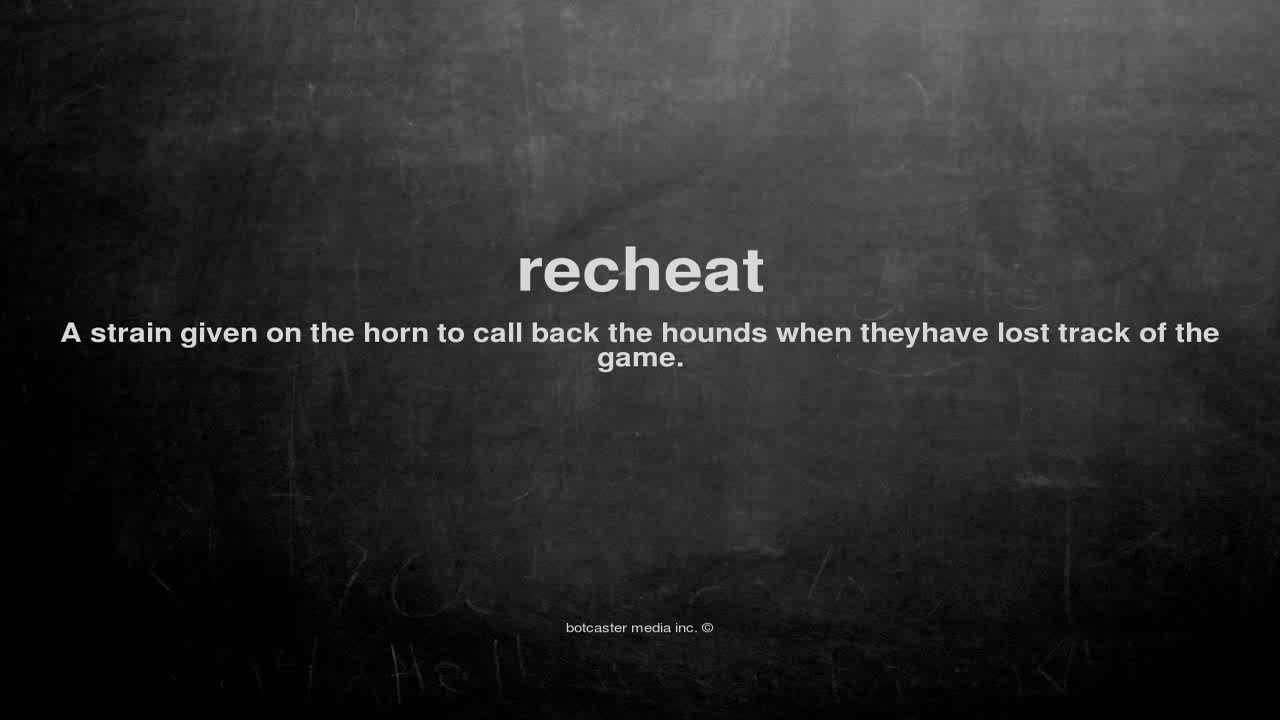 recheat
A strain given on the horn to call back the hounds when theyhave lost track of the
game.
botcaster media inc. ©